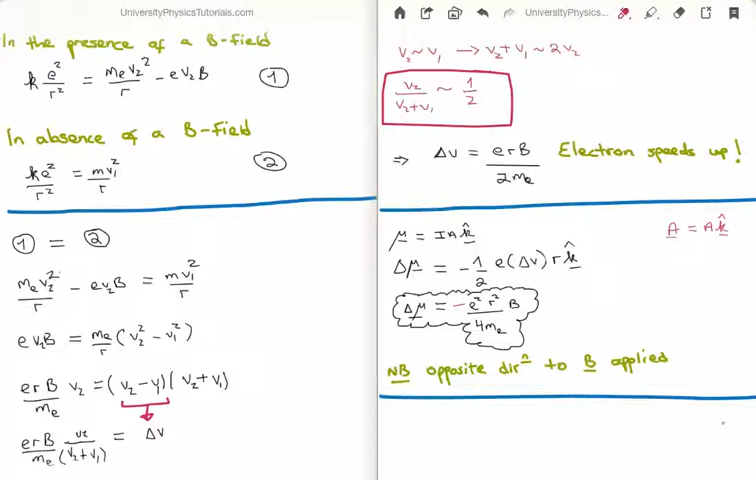 UniversityPhysicsTutorials.com
In the presence of a B-field
k e²/r² = mₑv₂²/r - ev₂B ①
In absence of a B-field
ke²/r² = mv₁²/r ②
① = ②
mₑv₂²/r - ev₂B = mv₁²/r
ev₂B = mₑ/r (v₂² - v₁²)
erB/mₑ v₂ = (v₂ - v₁)(v₂ + v₁)
erB/mₑ v₂/(v₂+v₁) = Δv
UniversityPhysics...
v₂ ~ v₁ → v₂ + v₁ ~ 2v₂
v₂/(v₂+v₁) ~ 1/2
⇒ Δv = erB/2mₑ Electron speeds up!
μ = IA k̂ A = A k̂
Δμ = -1/2 e(Δv) r k̂
Δμ = - e²r²/4mₑ B
NB opposite dirⁿ to B applied